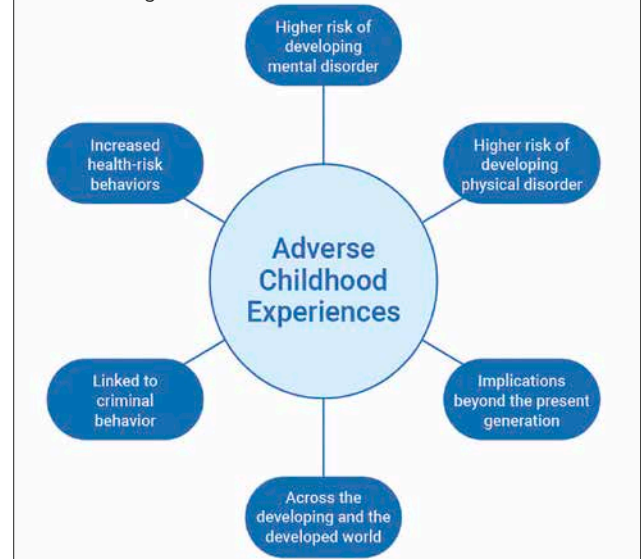 Higher risk of
developing
mental disorder
Increased
health-risk
behaviors
Higher risk of
developing
physical disorder
Adverse
Childhood
Experiences
Linked to
criminal
behavior
Implications
beyond the present
generation
Across the
developing and the
developed world